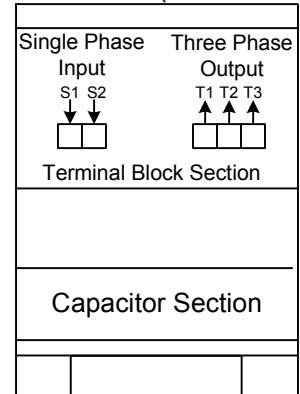 Single Phase Three Phase
Input Output
S1 S2 T1 T2 T3
Terminal Block Section
Capacitor Section